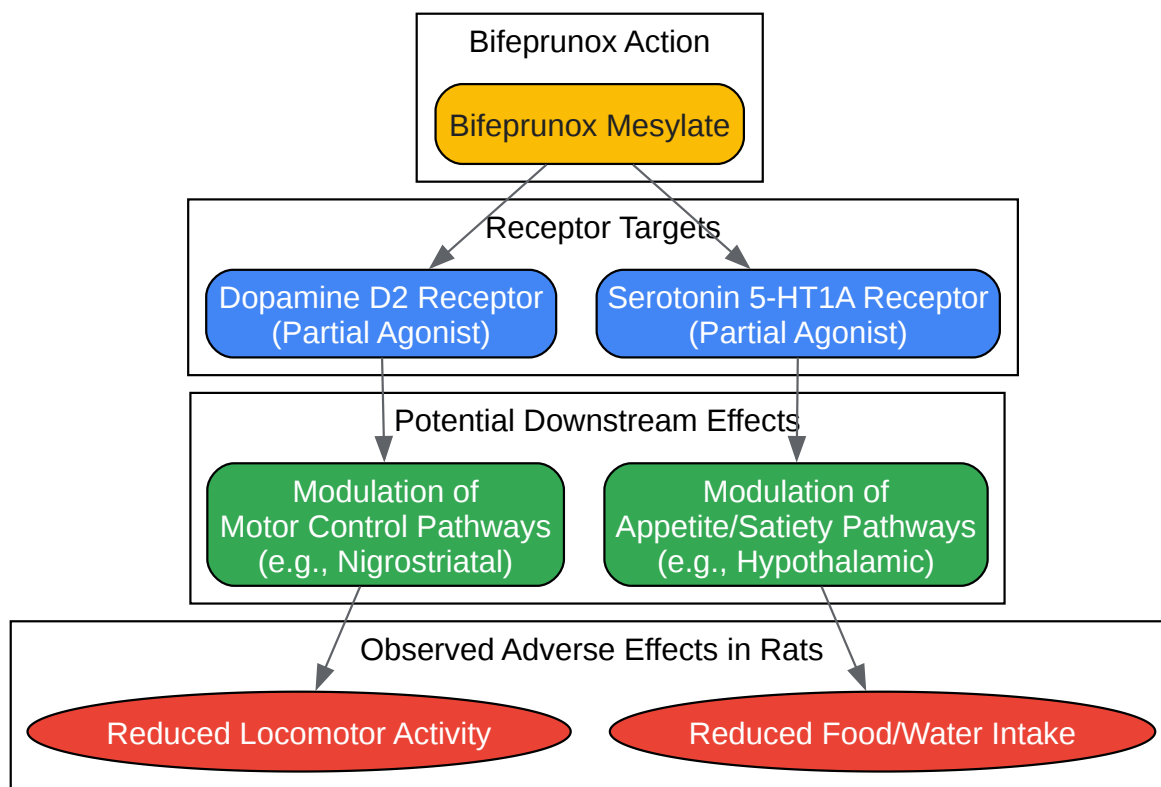 Bifeprunox Action
Bifeprunox Mesylate
Receptor Targets
Dopamine D2 Receptor
(Partial Agonist)
Serotonin 5-HT1A Receptor
(Partial Agonist)
Potential Downstream Effects
Modulation of
Motor Control Pathways
(e.g., Nigrostriatal)
Modulation of
Appetite/Satiety Pathways
(e.g., Hypothalamic)
Observed Adverse Effects in Rats
Reduced Locomotor Activity
Reduced Food/Water Intake